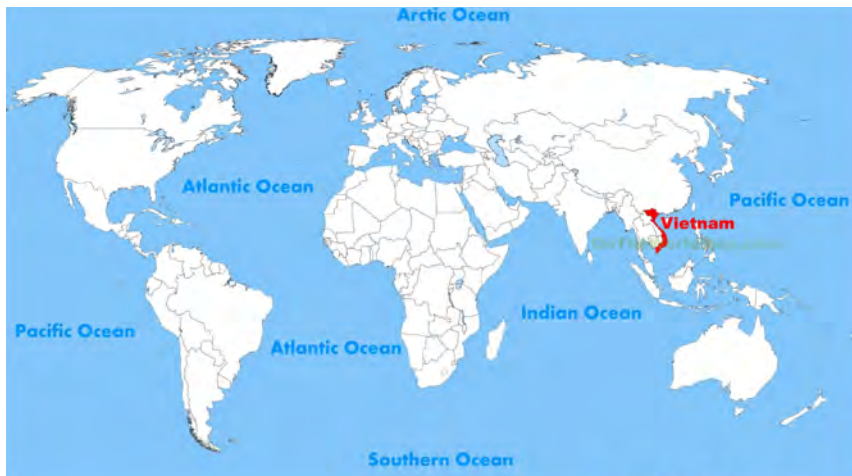 Arctic Ocean
Atlantic Ocean
Pacific Ocean
Vietnam
Indian Ocean
Pacific Ocean
Atlantic Ocean
Southern Ocean